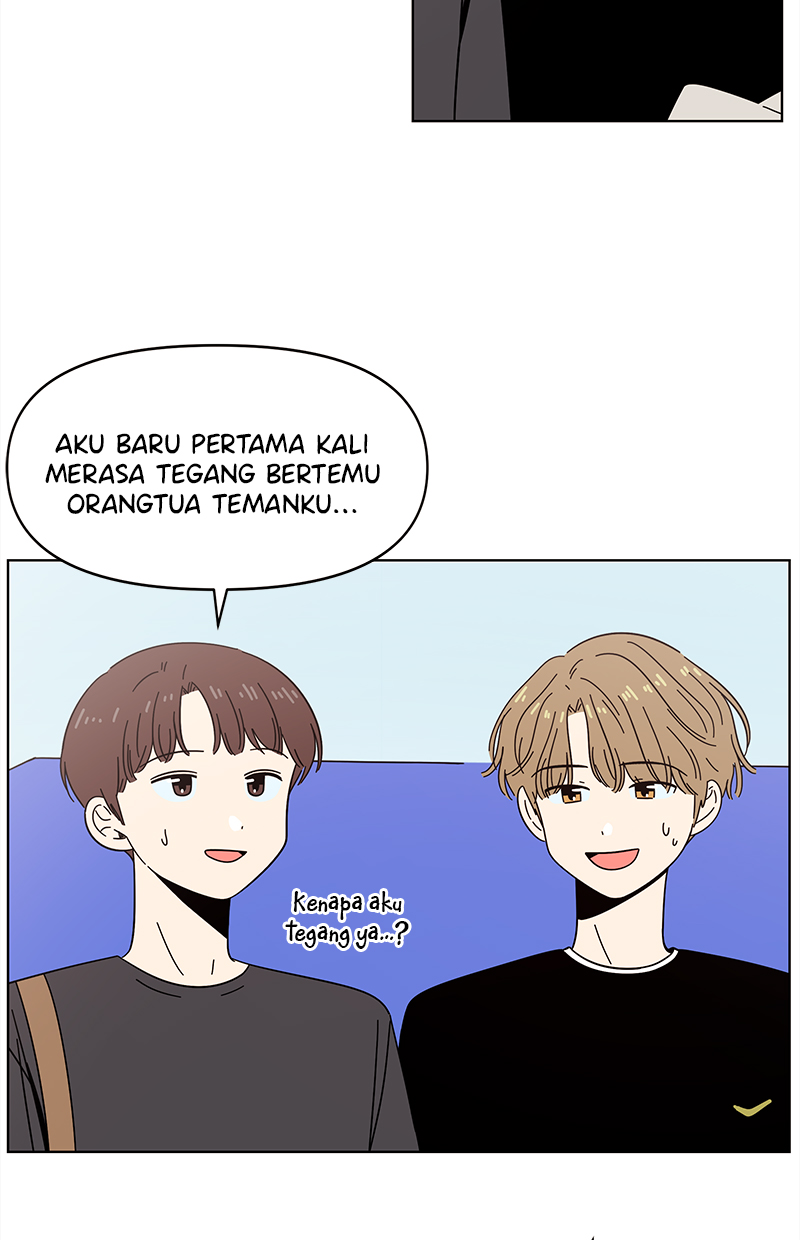 AKU BARU PERTAMA KALI
MERASA TEGANG BERTEMU
ORANGTUA TEMANKU...
Kenapa aku
tegang ya...?